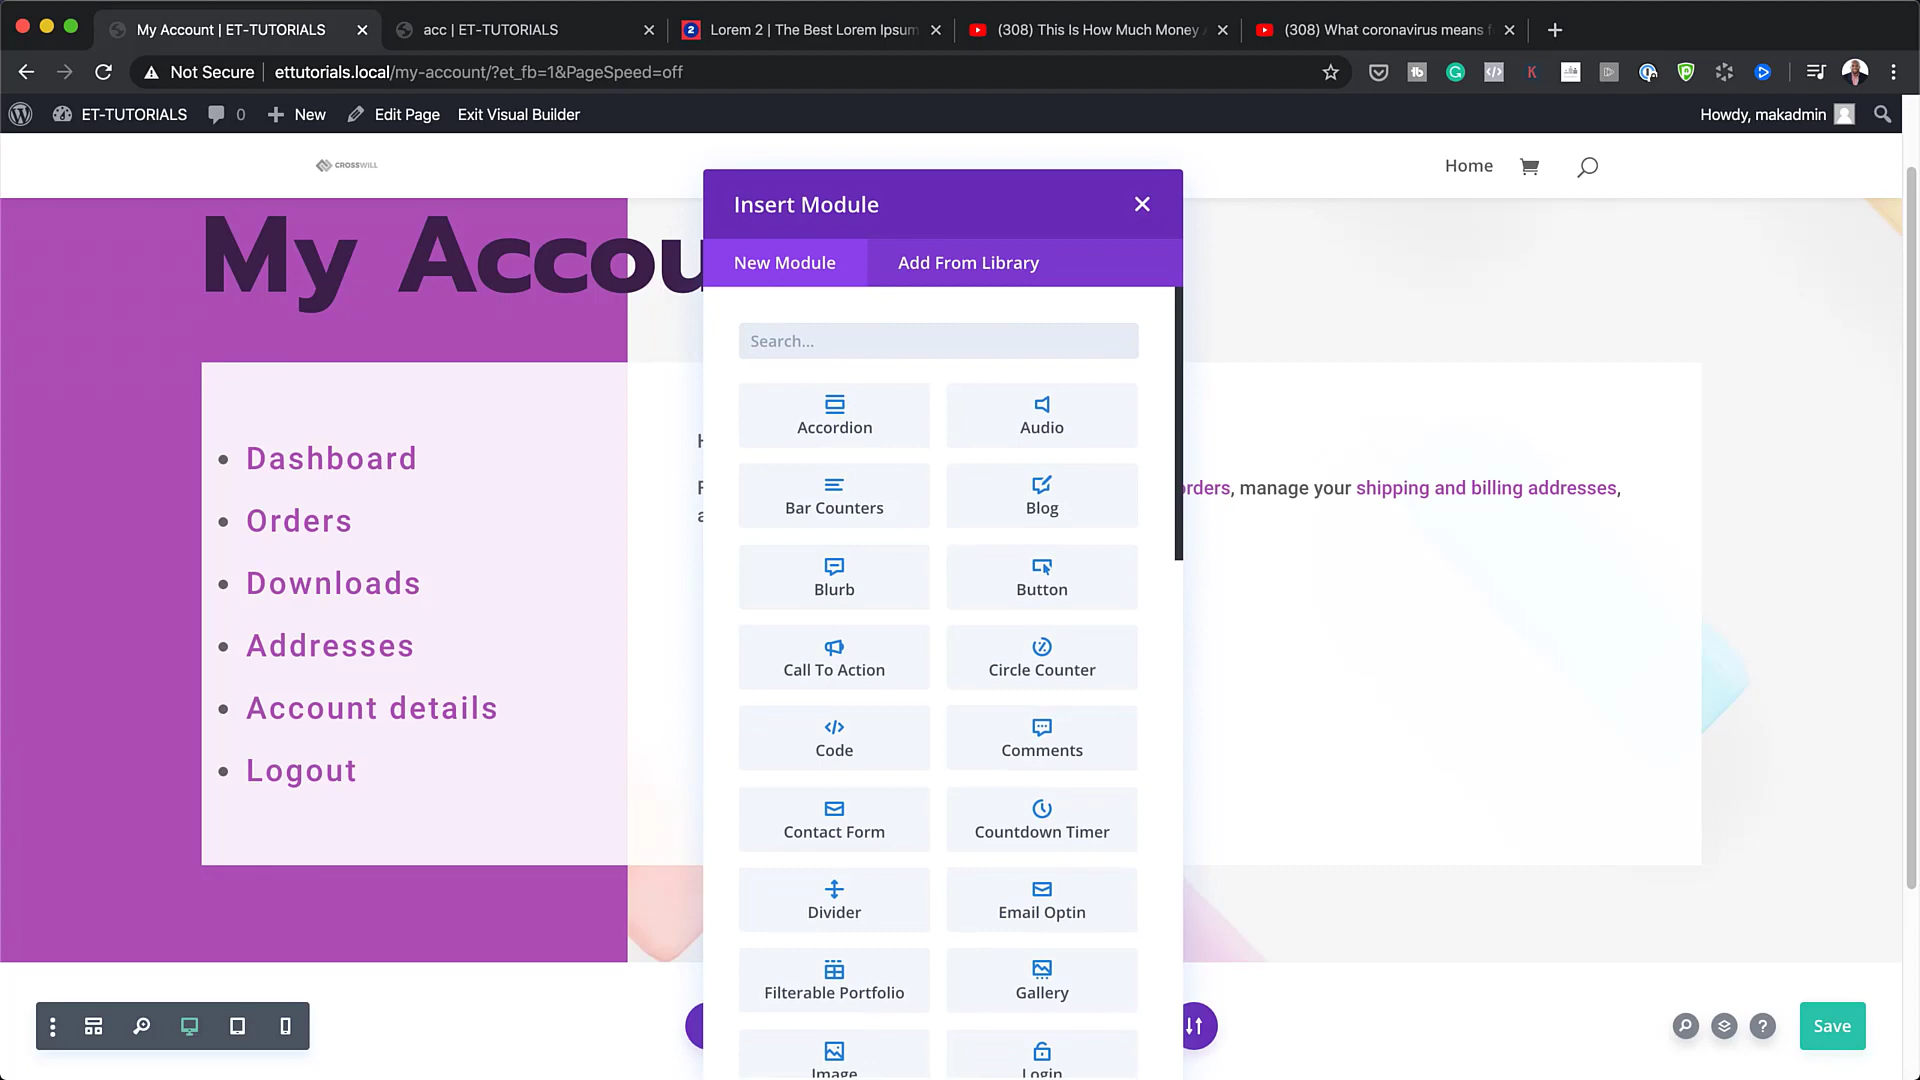 My Account | ET-TUTORIALS
acc | ET-TUTORIALS
2 Lorem 2 | The Best Lorem Ipsum
(308) This Is How Much Money
(308) What coronavirus means f
Not Secure | ettutorials.local/my-account/?et_fb=1&PageSpeed=off
ET-TUTORIALS 0 New Edit Page Exit Visual Builder Howdy, makadmin
CROSSWILL Home
My Accou
Insert Module
New Module Add From Library
Search...
Accordion Audio
Bar Counters Blog
Blurb Button
Call To Action Circle Counter
Code Comments
Contact Form Countdown Timer
Divider Email Optin
Filterable Portfolio Gallery
Image Login
Dashboard
Orders
Downloads
Addresses
Account details
Logout
orders, manage your shipping and billing addresses,
Save